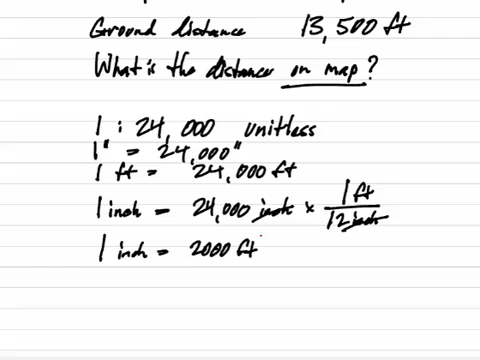 Ground distance 13,500 ft
What is the distance on map?
1 : 24,000 unitless
1" = 24,000"
1 ft = 24,000 ft
1 inch = 24,000 inch × 1 ft / 12 inch
1 inch = 2000 ft